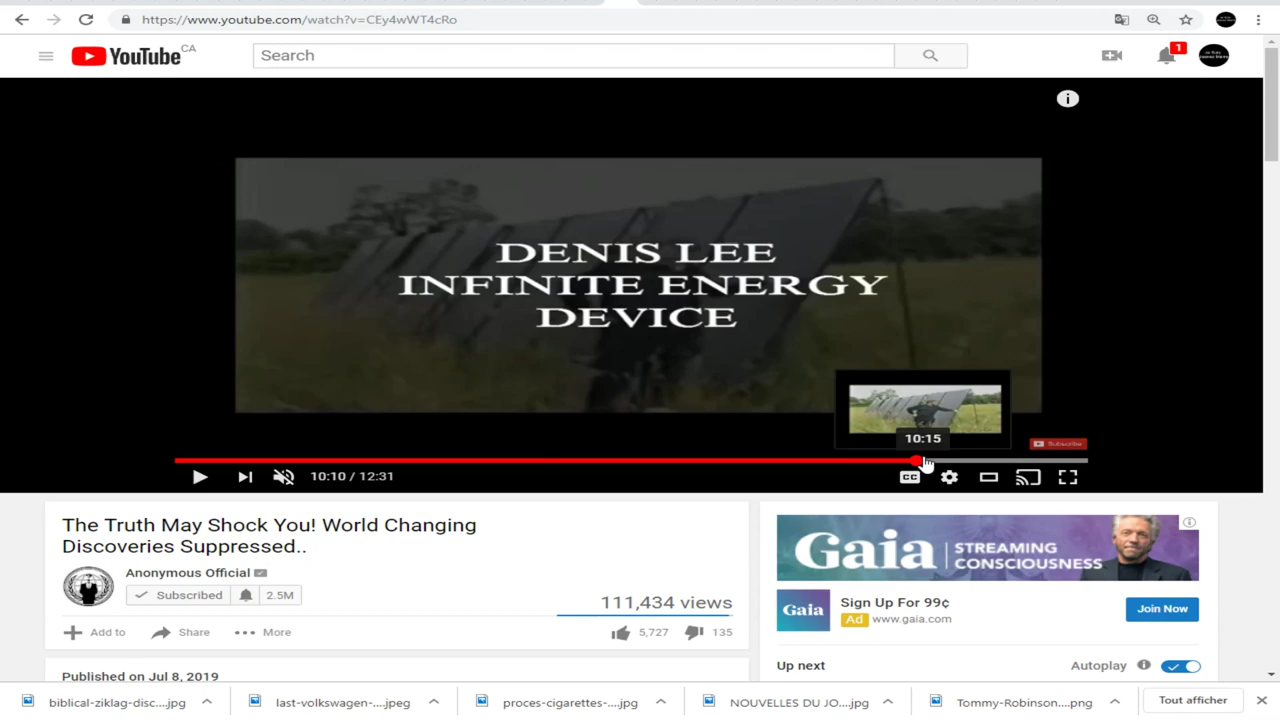 https://www.youtube.com/watch?v=CEy4wWT4cRo
YouTube CA
Search
1
DENIS LEE
INFINITE ENERGY
DEVICE
10:15
Subscribe
10:10 / 12:31
CC
The Truth May Shock You! World Changing
Discoveries Suppressed..
Anonymous Official
Subscribed 2.5M
111,434 views
Add to Share More 5,727 135
Published on Jul 8, 2019
Gaia STREAMING
CONSCIOUSNESS
Gaia
Sign Up For 99¢
Ad www.gaia.com
Join Now
Up next Autoplay
biblical-ziklag-disc....jpg last-volkswagen-....jpeg proces-cigarettes-....jpg NOUVELLES DU JO....jpg Tommy-Robinson....png Tout afficher